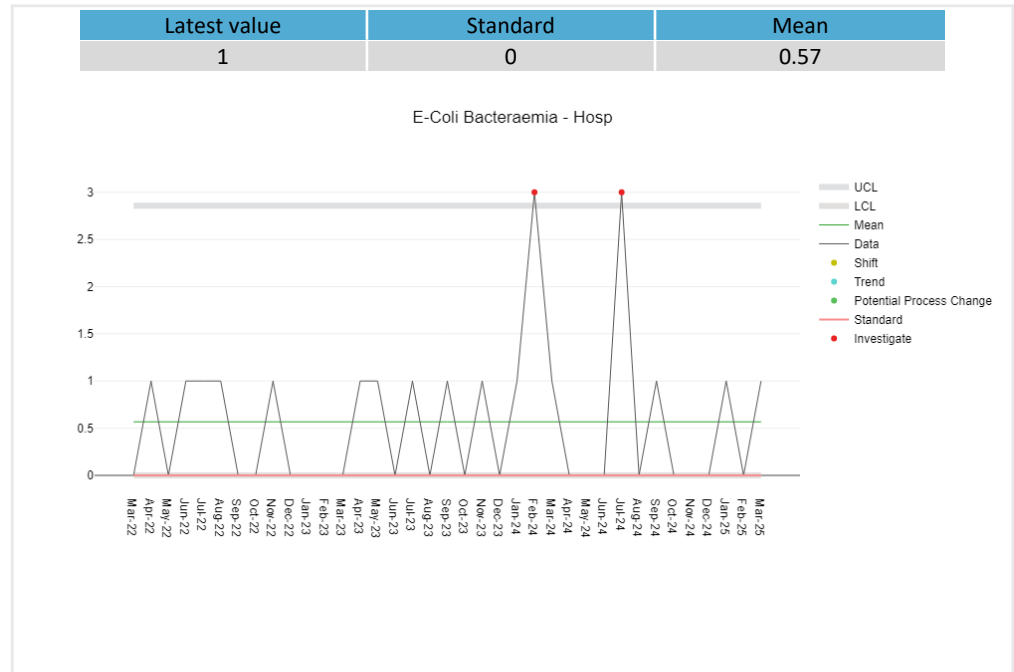 Latest value Standard Mean
1 0 0.57
E-Coli Bacteraemia - Hosp
3
2.5
2
1.5
1
0.5
0
UCL
LCL
Mean
Data
Shift
Trend
Potential Process Change
Standard
Investigate
Mar-22
Apr-22
May-22
Jun-22
Jul-22
Aug-22
Sep-22
Oct-22
Nov-22
Dec-22
Jan-23
Feb-23
Mar-23
Apr-23
May-23
Jun-23
Jul-23
Aug-23
Sep-23
Oct-23
Nov-23
Dec-23
Jan-24
Feb-24
Mar-24
Apr-24
May-24
Jun-24
Jul-24
Aug-24
Sep-24
Oct-24
Nov-24
Dec-24
Jan-25
Feb-25
Mar-25